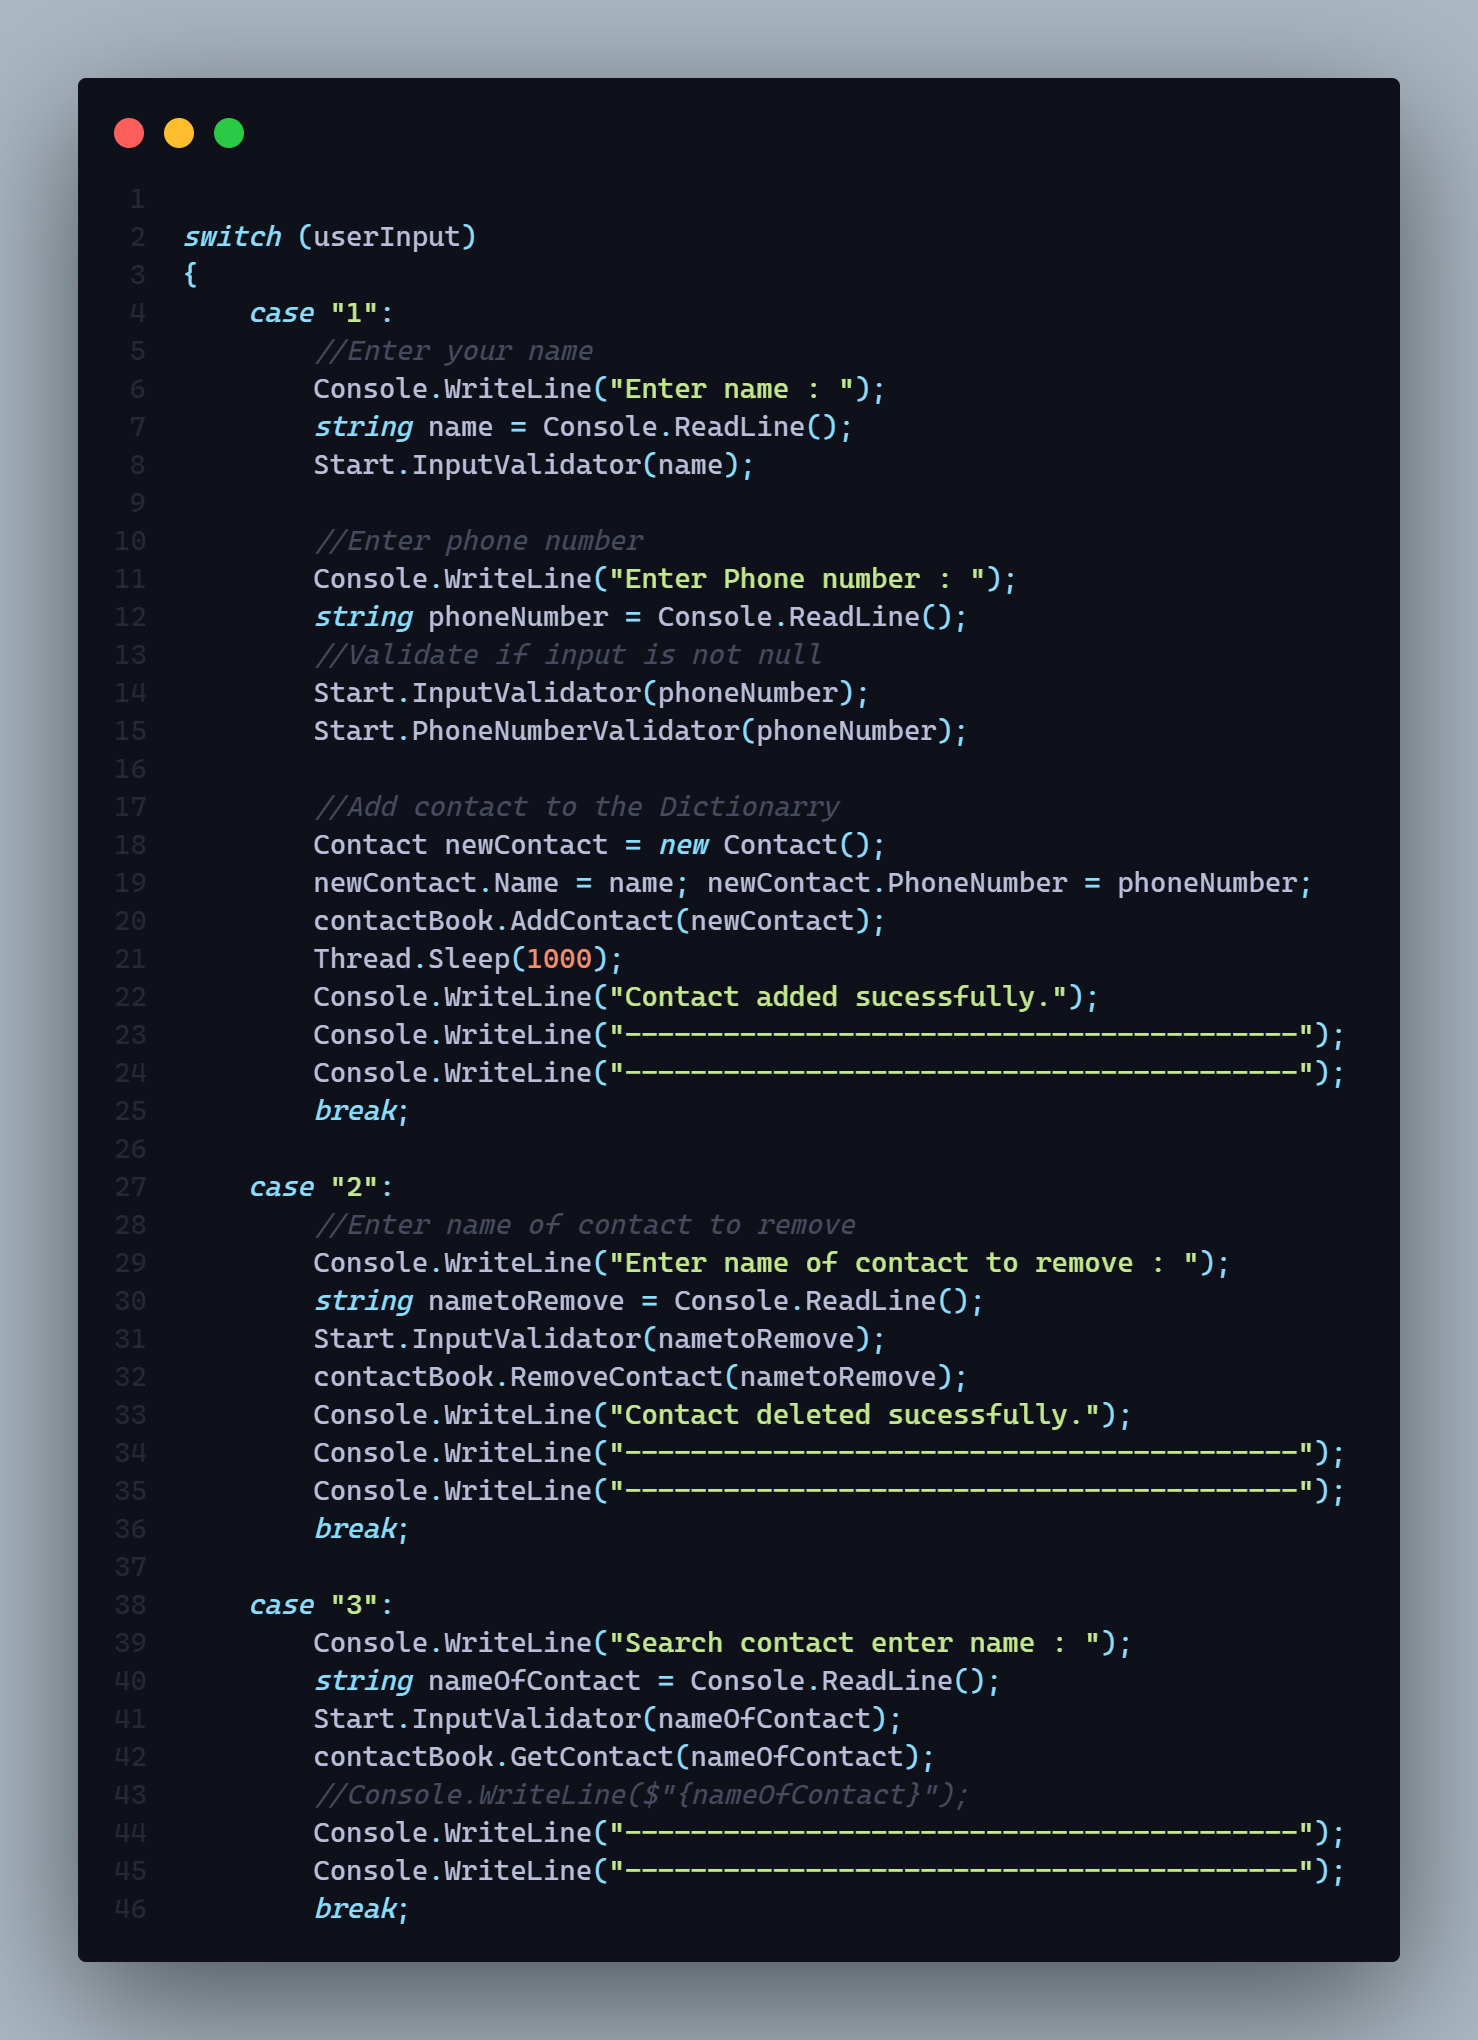 1
2 switch (userInput)
3 {
4     case "1":
5         //Enter your name
6         Console.WriteLine("Enter name : ");
7         string name = Console.ReadLine();
8         Start.InputValidator(name);
9
10         //Enter phone number
11         Console.WriteLine("Enter Phone number : ");
12         string phoneNumber = Console.ReadLine();
13         //Validate if input is not null
14         Start.InputValidator(phoneNumber);
15         Start.PhoneNumberValidator(phoneNumber);
16
17         //Add contact to the Dictionarry
18         Contact newContact = new Contact();
19         newContact.Name = name; newContact.PhoneNumber = phoneNumber;
20         contactBook.AddContact(newContact);
21         Thread.Sleep(1000);
22         Console.WriteLine("Contact added sucessfully.");
23         Console.WriteLine("-----------------------------------------");
24         Console.WriteLine("-----------------------------------------");
25         break;
26
27     case "2":
28         //Enter name of contact to remove
29         Console.WriteLine("Enter name of contact to remove : ");
30         string nametoRemove = Console.ReadLine();
31         Start.InputValidator(nametoRemove);
32         contactBook.RemoveContact(nametoRemove);
33         Console.WriteLine("Contact deleted sucessfully.");
34         Console.WriteLine("-----------------------------------------");
35         Console.WriteLine("-----------------------------------------");
36         break;
37
38     case "3":
39         Console.WriteLine("Search contact enter name : ");
40         string nameOfContact = Console.ReadLine();
41         Start.InputValidator(nameOfContact);
42         contactBook.GetContact(nameOfContact);
43         //Console.WriteLine($"{nameOfContact}");
44         Console.WriteLine("-----------------------------------------");
45         Console.WriteLine("-----------------------------------------");
46         break;